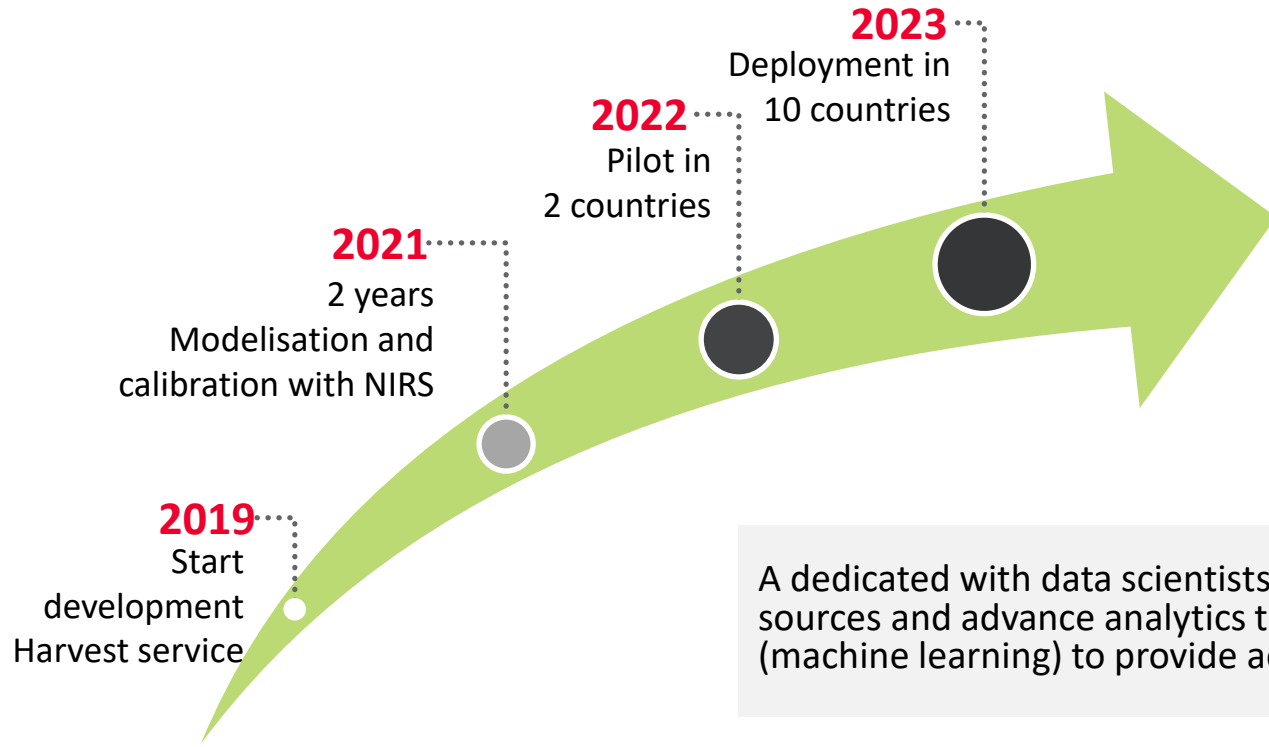 2019
Start
development
Harvest service
2021
2 years
Modelisation and
calibration with NIRS
2022
Pilot in
2 countries
2023
Deployment in
10 countries
A dedicated with data scientists
sources and advance analytics
(machine learning) to provide